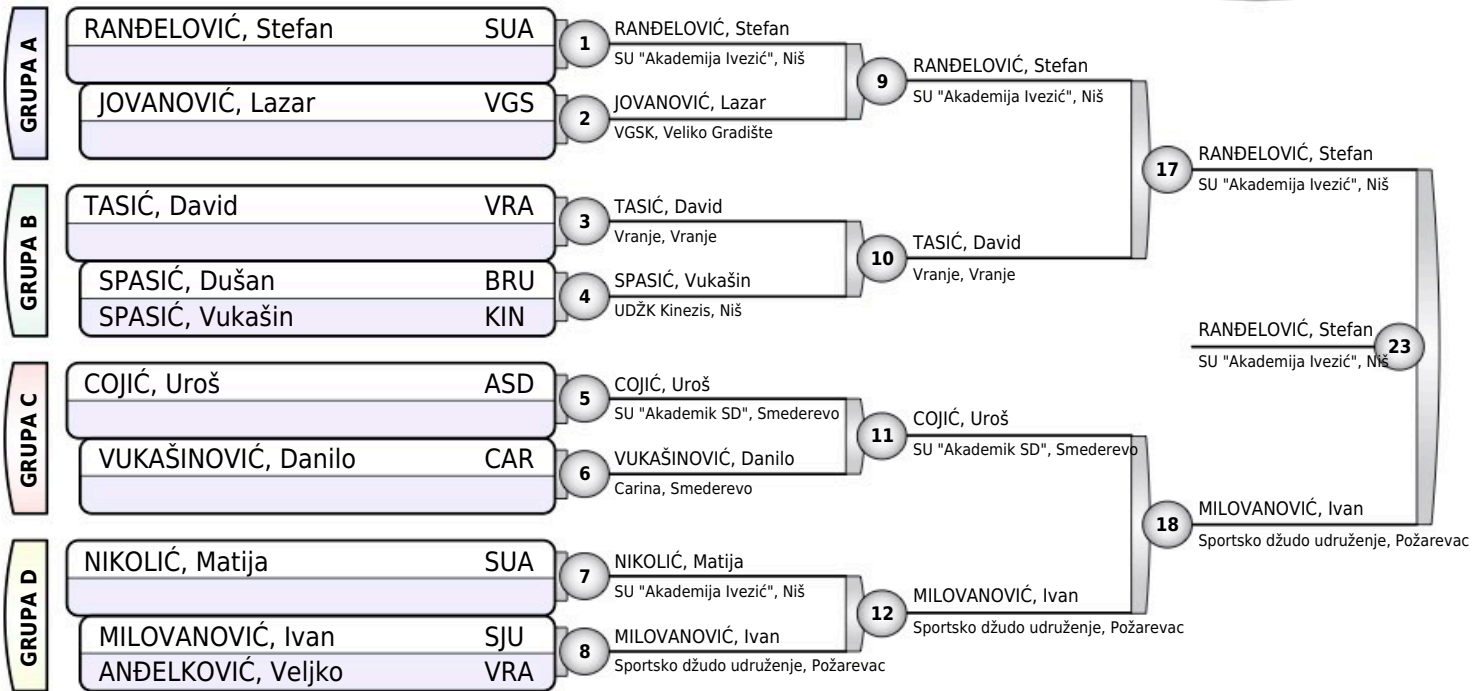 GRUPA A
RANĐELOVIĆ, Stefan SUA
JOVANOVIĆ, Lazar VGS
1
RANĐELOVIĆ, Stefan
SU "Akademija Ivezić", Niš
2
JOVANOVIĆ, Lazar
VGSK, Veliko Gradište
9
RANĐELOVIĆ, Stefan
SU "Akademija Ivezić", Niš
GRUPA B
TASIĆ, David VRA
SPASIĆ, Dušan BRU
SPASIĆ, Vukašin KIN
3
TASIĆ, David
Vranje, Vranje
4
SPASIĆ, Vukašin
UDŽK Kinezis, Niš
10
TASIĆ, David
Vranje, Vranje
17
RANĐELOVIĆ, Stefan
SU "Akademija Ivezić", Niš
GRUPA C
COJIĆ, Uroš ASD
VUKAŠINOVIĆ, Danilo CAR
5
COJIĆ, Uroš
SU "Akademik SD", Smederevo
6
VUKAŠINOVIĆ, Danilo
Carina, Smederevo
11
COJIĆ, Uroš
SU "Akademik SD", Smederevo
GRUPA D
NIKOLIĆ, Matija SUA
MILOVANOVIĆ, Ivan SJU
ANĐELKOVIĆ, Veljko VRA
7
NIKOLIĆ, Matija
SU "Akademija Ivezić", Niš
8
MILOVANOVIĆ, Ivan
Sportsko džudo udruženje, Požarevac
12
MILOVANOVIĆ, Ivan
Sportsko džudo udruženje, Požarevac
18
MILOVANOVIĆ, Ivan
Sportsko džudo udruženje, Požarevac
RANĐELOVIĆ, Stefan
SU "Akademija Ivezić", Niš
23